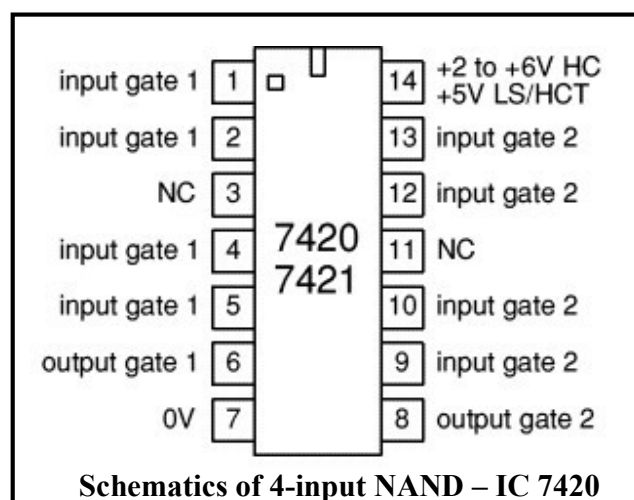 input gate 1 1 14 +2 to +6V HC
+5V LS/HCT
input gate 1 2 13 input gate 2
NC 3 12 input gate 2
7420
input gate 1 4 11 NC
7421
input gate 1 5 10 input gate 2
output gate 1 6 9 input gate 2
0V 7 8 output gate 2
Schematics of 4-input NAND – IC 7420